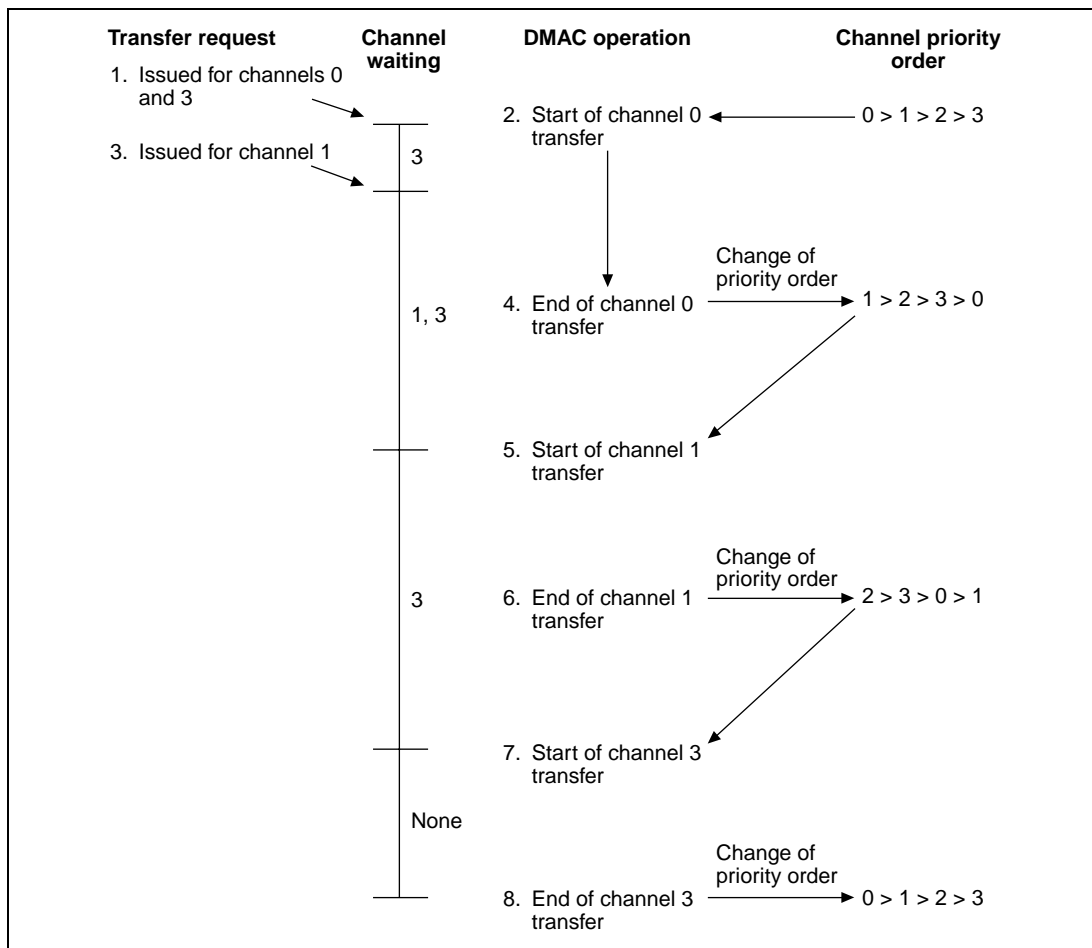 Transfer request
Channel
waiting
DMAC operation
Channel priority
order
1. Issued for channels 0
and 3
2. Start of channel 0
transfer
0 > 1 > 2 > 3
3. Issued for channel 1
3
Change of
priority order
4. End of channel 0
transfer
1 > 2 > 3 > 0
1, 3
5. Start of channel 1
transfer
Change of
priority order
3
6. End of channel 1
transfer
2 > 3 > 0 > 1
7. Start of channel 3
transfer
None
Change of
priority order
8. End of channel 3
transfer
0 > 1 > 2 > 3